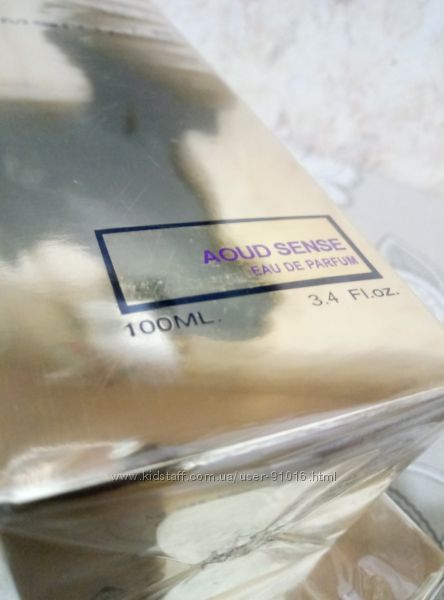 AOUD SENSE
EAU DE PARFUM
100ML.
3.4 Fl.oz.
www.kidstaff.com.ua/user-91016.html